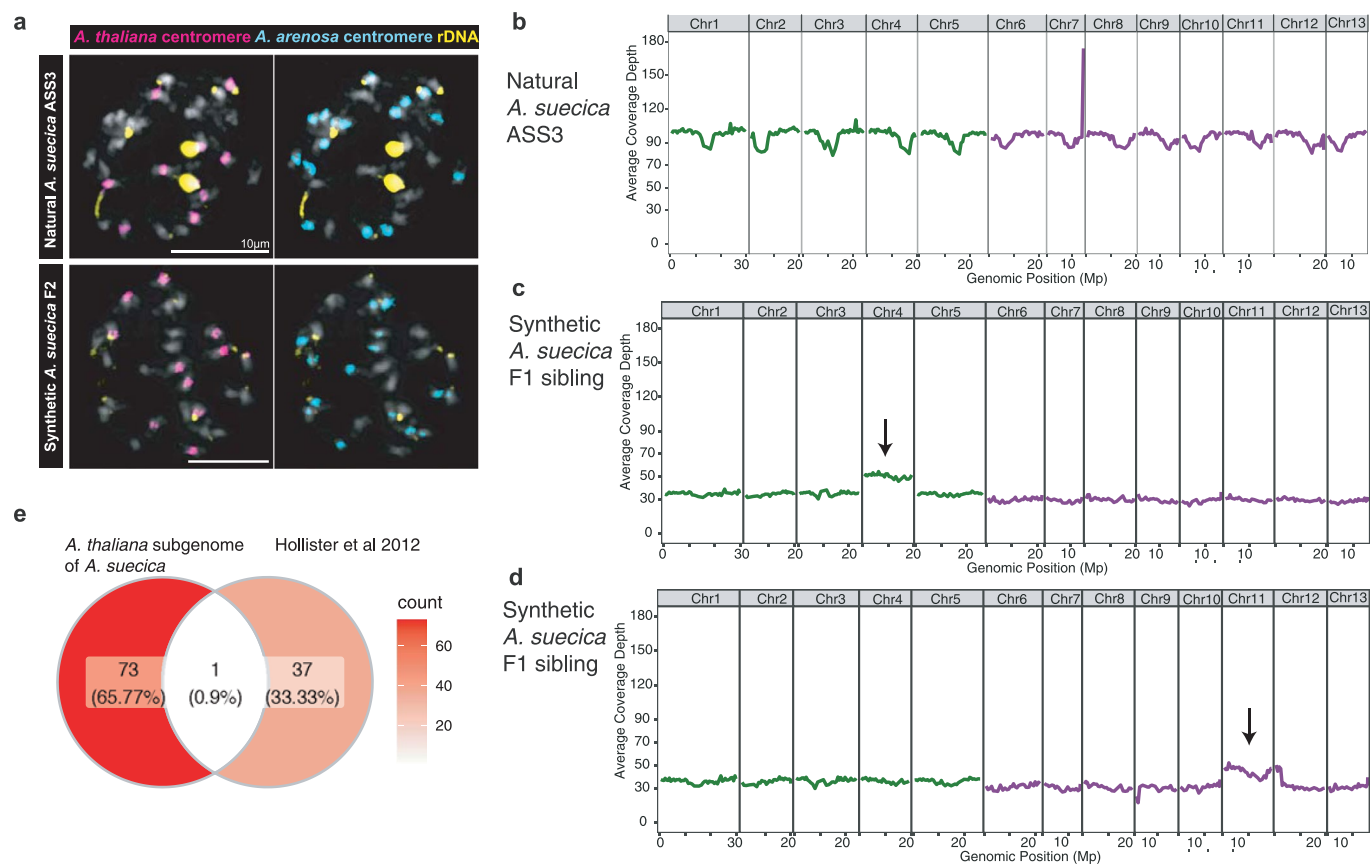 a
A. thaliana centromere A. arenosa centromere rDNA
Natural A. suecica ASS3
10µm
Synthetic A. suecica F2
b
Natural
A. suecica
ASS3
Chr1 Chr2 Chr3 Chr4 Chr5 Chr6 Chr7 Chr8 Chr9 Chr10 Chr11 Chr12 Chr13
Average Coverage Depth
180
150
120
90
70
50
30
0
0 30 20 20 20 20 20 10 20 10 10 10 20 10
Genomic Position (Mp)
c
Synthetic
A. suecica
F1 sibling
Chr1 Chr2 Chr3 Chr4 Chr5 Chr6 Chr7 Chr8 Chr9 Chr10 Chr11 Chr12 Chr13
Average Coverage Depth
180
150
120
90
70
50
30
0
0 30 20 20 20 20 20 10 20 10 10 10 20 10
Genomic Position (Mp)
d
Synthetic
A. suecica
F1 sibling
Chr1 Chr2 Chr3 Chr4 Chr5 Chr6 Chr7 Chr8 Chr9 Chr10 Chr11 Chr12 Chr13
Average Coverage Depth
180
150
120
90
70
50
30
0
0 30 20 20 20 20 20 10 20 10 10 10 20 10
Genomic Position (Mp)
e
A. thaliana subgenome
of A. suecica
Hollister et al 2012
73
(65.77%)
1
(0.9%)
37
(33.33%)
count
60
40
20